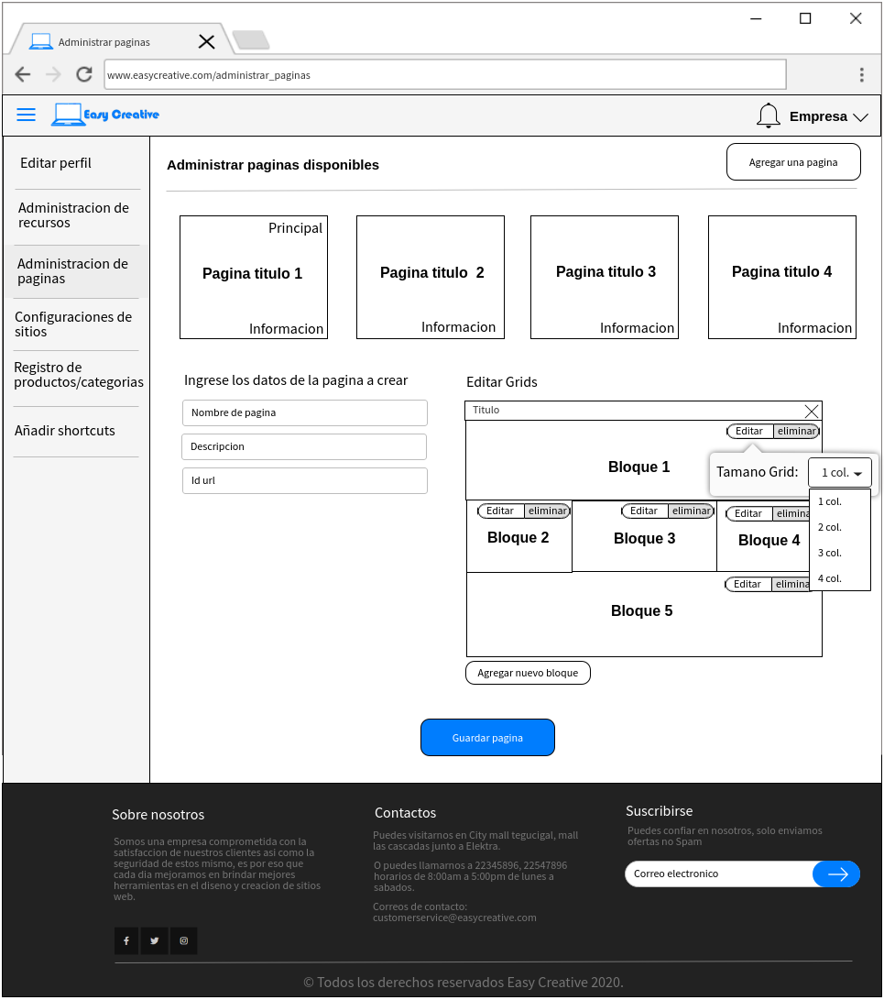 Administrar paginas
www.easycreative.com/administrar_paginas
Easy Creative
Empresa
Editar perfil
Administracion de
recursos
Administracion de
paginas
Configuraciones de
sitios
Registro de
productos/categorias
Añadir shortcuts
Administrar paginas disponibles
Agregar una pagina
Principal
Pagina titulo 1
Informacion
Pagina titulo 2
Informacion
Pagina titulo 3
Informacion
Pagina titulo 4
Informacion
Ingrese los datos de la pagina a crear
Nombre de pagina
Descripcion
Id url
Editar Grids
Titulo
Editar eliminar
Bloque 1
Tamano Grid: 1 col.
1 col.
2 col.
3 col.
4 col.
Editar eliminar
Bloque 2
Editar eliminar
Bloque 3
Editar elimina
Bloque 4
Editar elimina
Bloque 5
Agregar nuevo bloque
Guardar pagina
Sobre nosotros
Somos una empresa comprometida con la
satisfaccion de nuestros clientes asi como la
seguridad de estos mismo, es por eso que
cada dia mejoramos en brindar mejores
herramientas en el diseno y creacion de sitios
web.
Contactos
Puedes visitarnos en City mall tegucigal, mall
las cascadas junto a Elektra.
O puedes llamarnos a 22345896, 22547896
horarios de 8:00am a 5:00pm de lunes a
sabados.
Correos de contacto:
customerservice@easycreative.com
Suscribirse
Puedes confiar en nosotros, solo enviamos
ofertas no Spam
Correo electronico
© Todos los derechos reservados Easy Creative 2020.